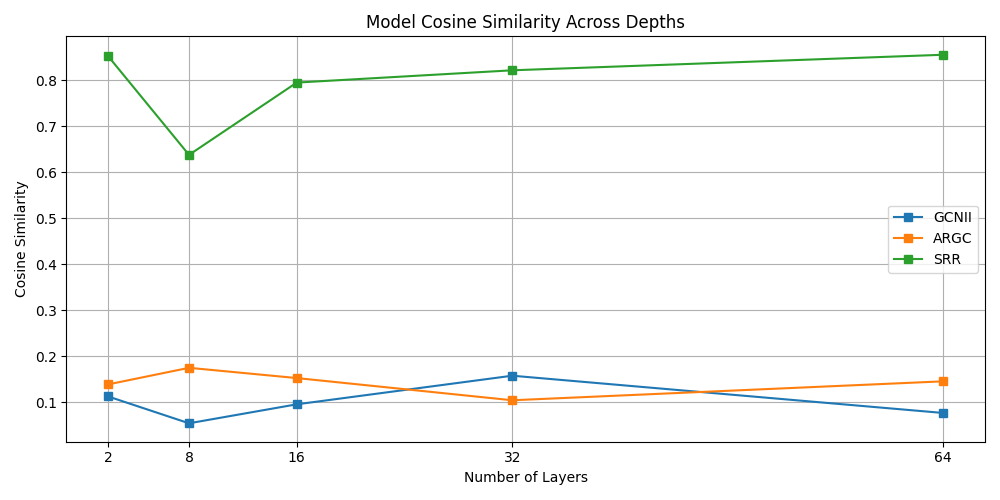 Model Cosine Similarity Across Depths
Cosine Similarity
0.8
0.7
0.6
0.5
0.4
0.3
0.2
0.1
GCNII
ARGC
SRR
2 8 16 32 64
Number of Layers